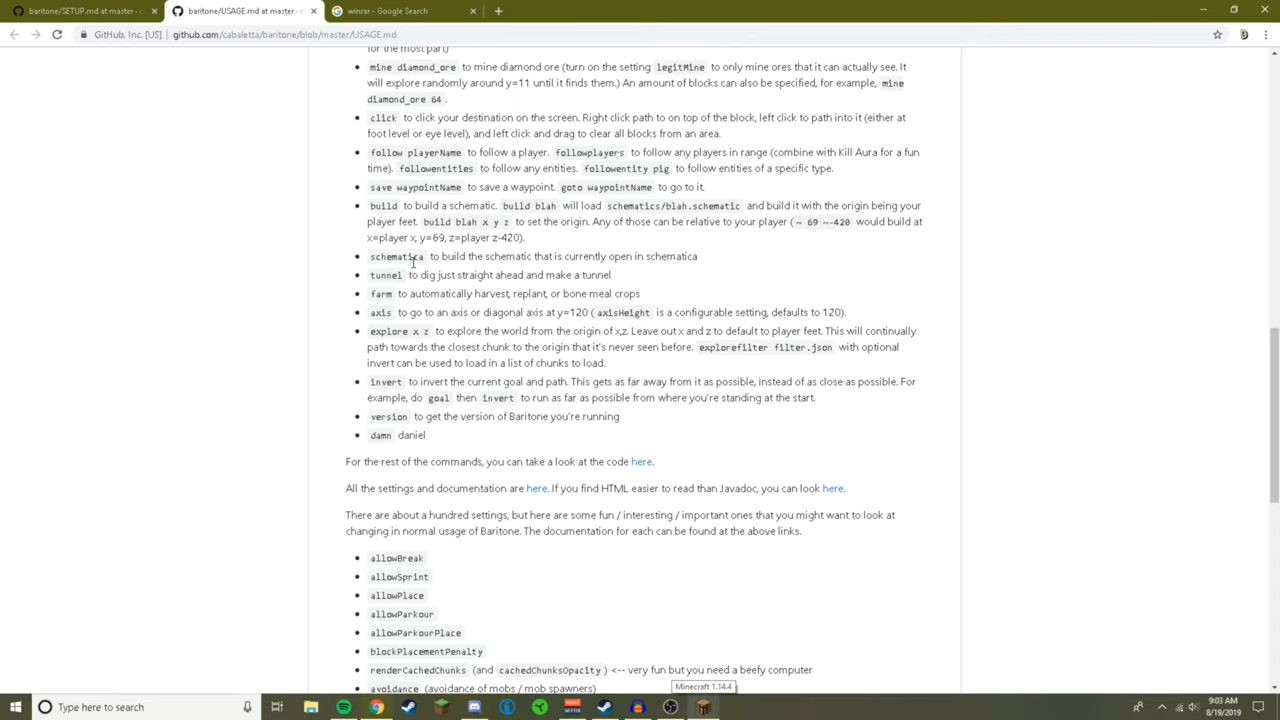 baritone/SETUP.md at master · c
baritone/USAGE.md at master · c
winrar - Google Search
GitHub, Inc. [US]
github.com/cabaletta/baritone/blob/master/USAGE.md
for the most part)
mine diamond_ore to mine diamond ore (turn on the setting legitMine to only mine ores that it can actually see. It
will explore randomly around y=11 until it finds them.) An amount of blocks can also be specified, for example, mine
diamond_ore 64 .
click to click your destination on the screen. Right click path to on top of the block, left click to path into it (either at
foot level or eye level), and left click and drag to clear all blocks from an area.
follow playerName to follow a player. followplayers to follow any players in range (combine with Kill Aura for a fun
time). followentities to follow any entities. followentity pig to follow entities of a specific type.
save waypointName to save a waypoint. goto waypointName to go to it.
build to build a schematic. build blah will load schematics/blah.schematic and build it with the origin being your
player feet. build blah x y z to set the origin. Any of those can be relative to your player ( ~ 69 ~-420 would build at
x=player x, y=69, z=player z-420).
schematica to build the schematic that is currently open in schematica
tunnel to dig just straight ahead and make a tunnel
farm to automatically harvest, replant, or bone meal crops
axis to go to an axis or diagonal axis at y=120 ( axisHeight is a configurable setting, defaults to 120).
explore x z to explore the world from the origin of x,z. Leave out x and z to default to player feet. This will continually
path towards the closest chunk to the origin that it's never seen before. explorefilter filter.json with optional
invert can be used to load in a list of chunks to load.
invert to invert the current goal and path. This gets as far away from it as possible, instead of as close as possible. For
example, do goal then invert to run as far as possible from where you're standing at the start.
version to get the version of Baritone you're running
damn daniel
For the rest of the commands, you can take a look at the code here.
All the settings and documentation are here. If you find HTML easier to read than Javadoc, you can look here.
There are about a hundred settings, but here are some fun / interesting / important ones that you might want to look at
changing in normal usage of Baritone. The documentation for each can be found at the above links.
allowBreak
allowSprint
allowPlace
allowParkour
allowParkourPlace
blockPlacementPenalty
renderCachedChunks (and cachedChunksOpacity ) <-- very fun but you need a beefy computer
avoidance (avoidance of mobs / mob spawners)
Minecraft 1.14.4
Type here to search
9:03 AM
8/19/2019